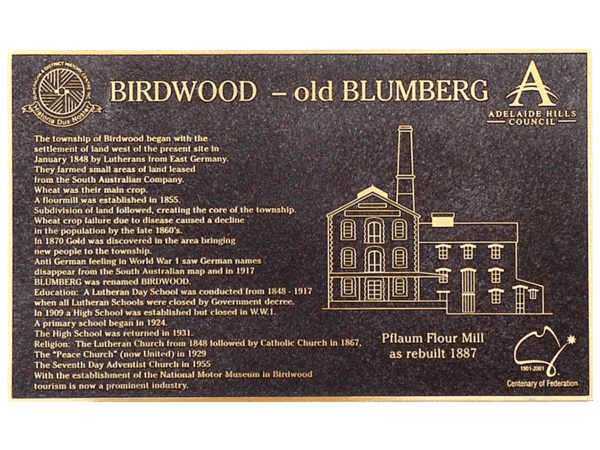 BIRDWOOD – old BLUMBERG
ADELAIDE HILLS
COUNCIL
The township of Birdwood began with the
settlement of land west of the present site in
January 1848 by Lutherans from East Germany.
They farmed small areas of land leased
from the South Australian Company.
Wheat was their main crop.
A flourmill was established in 1855.
Subdivision of land followed, creating the core of the township.
Wheat crop failure due to disease caused a decline
in the population by the late 1860's.
In 1870 Gold was discovered in the area bringing
new people to the township.
Anti German feeling in World War 1 saw German names
disappear from the South Australian map and in 1917
BLUMBERG was renamed BIRDWOOD.
Education: A Lutheran Day School was conducted from 1848 - 1917
when all Lutheran Schools were closed by Government decree.
In 1909 a High School was established but closed in W.W.1.
A primary school began in 1924.
The High School was returned in 1931.
Religion: The Lutheran Church from 1848 followed by Catholic Church in 1867,
The "Peace Church" (now United) in 1929
The Seventh Day Adventist Church in 1955
With the establishment of the National Motor Museum in Birdwood
tourism is now a prominent industry.
Pflaum Flour Mill
as rebuilt 1887
1901-2001
Centenary of Federation